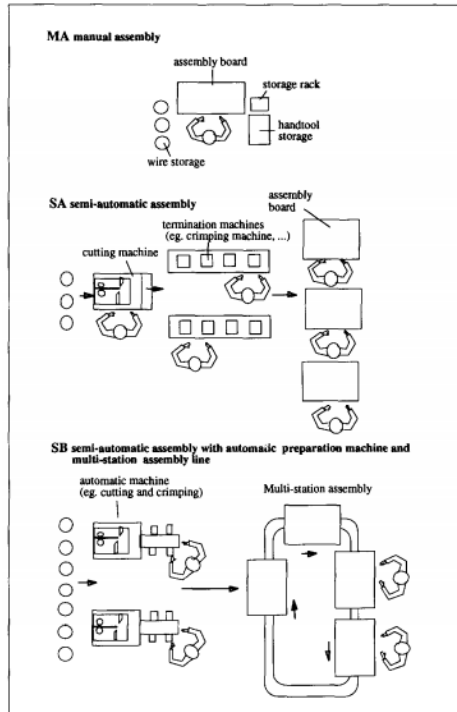 MA manual assembly
assembly board
storage rack
handtool
storage
wire storage
SA semi-automatic assembly
assembly
board
termination machines
(eg. crimping machine, ...)
cutting machine
SB semi-automatic assembly with automatic preparation machine and
multi-station assembly line
automatic machine
(eg. cutting and crimping)
Multi-station assembly